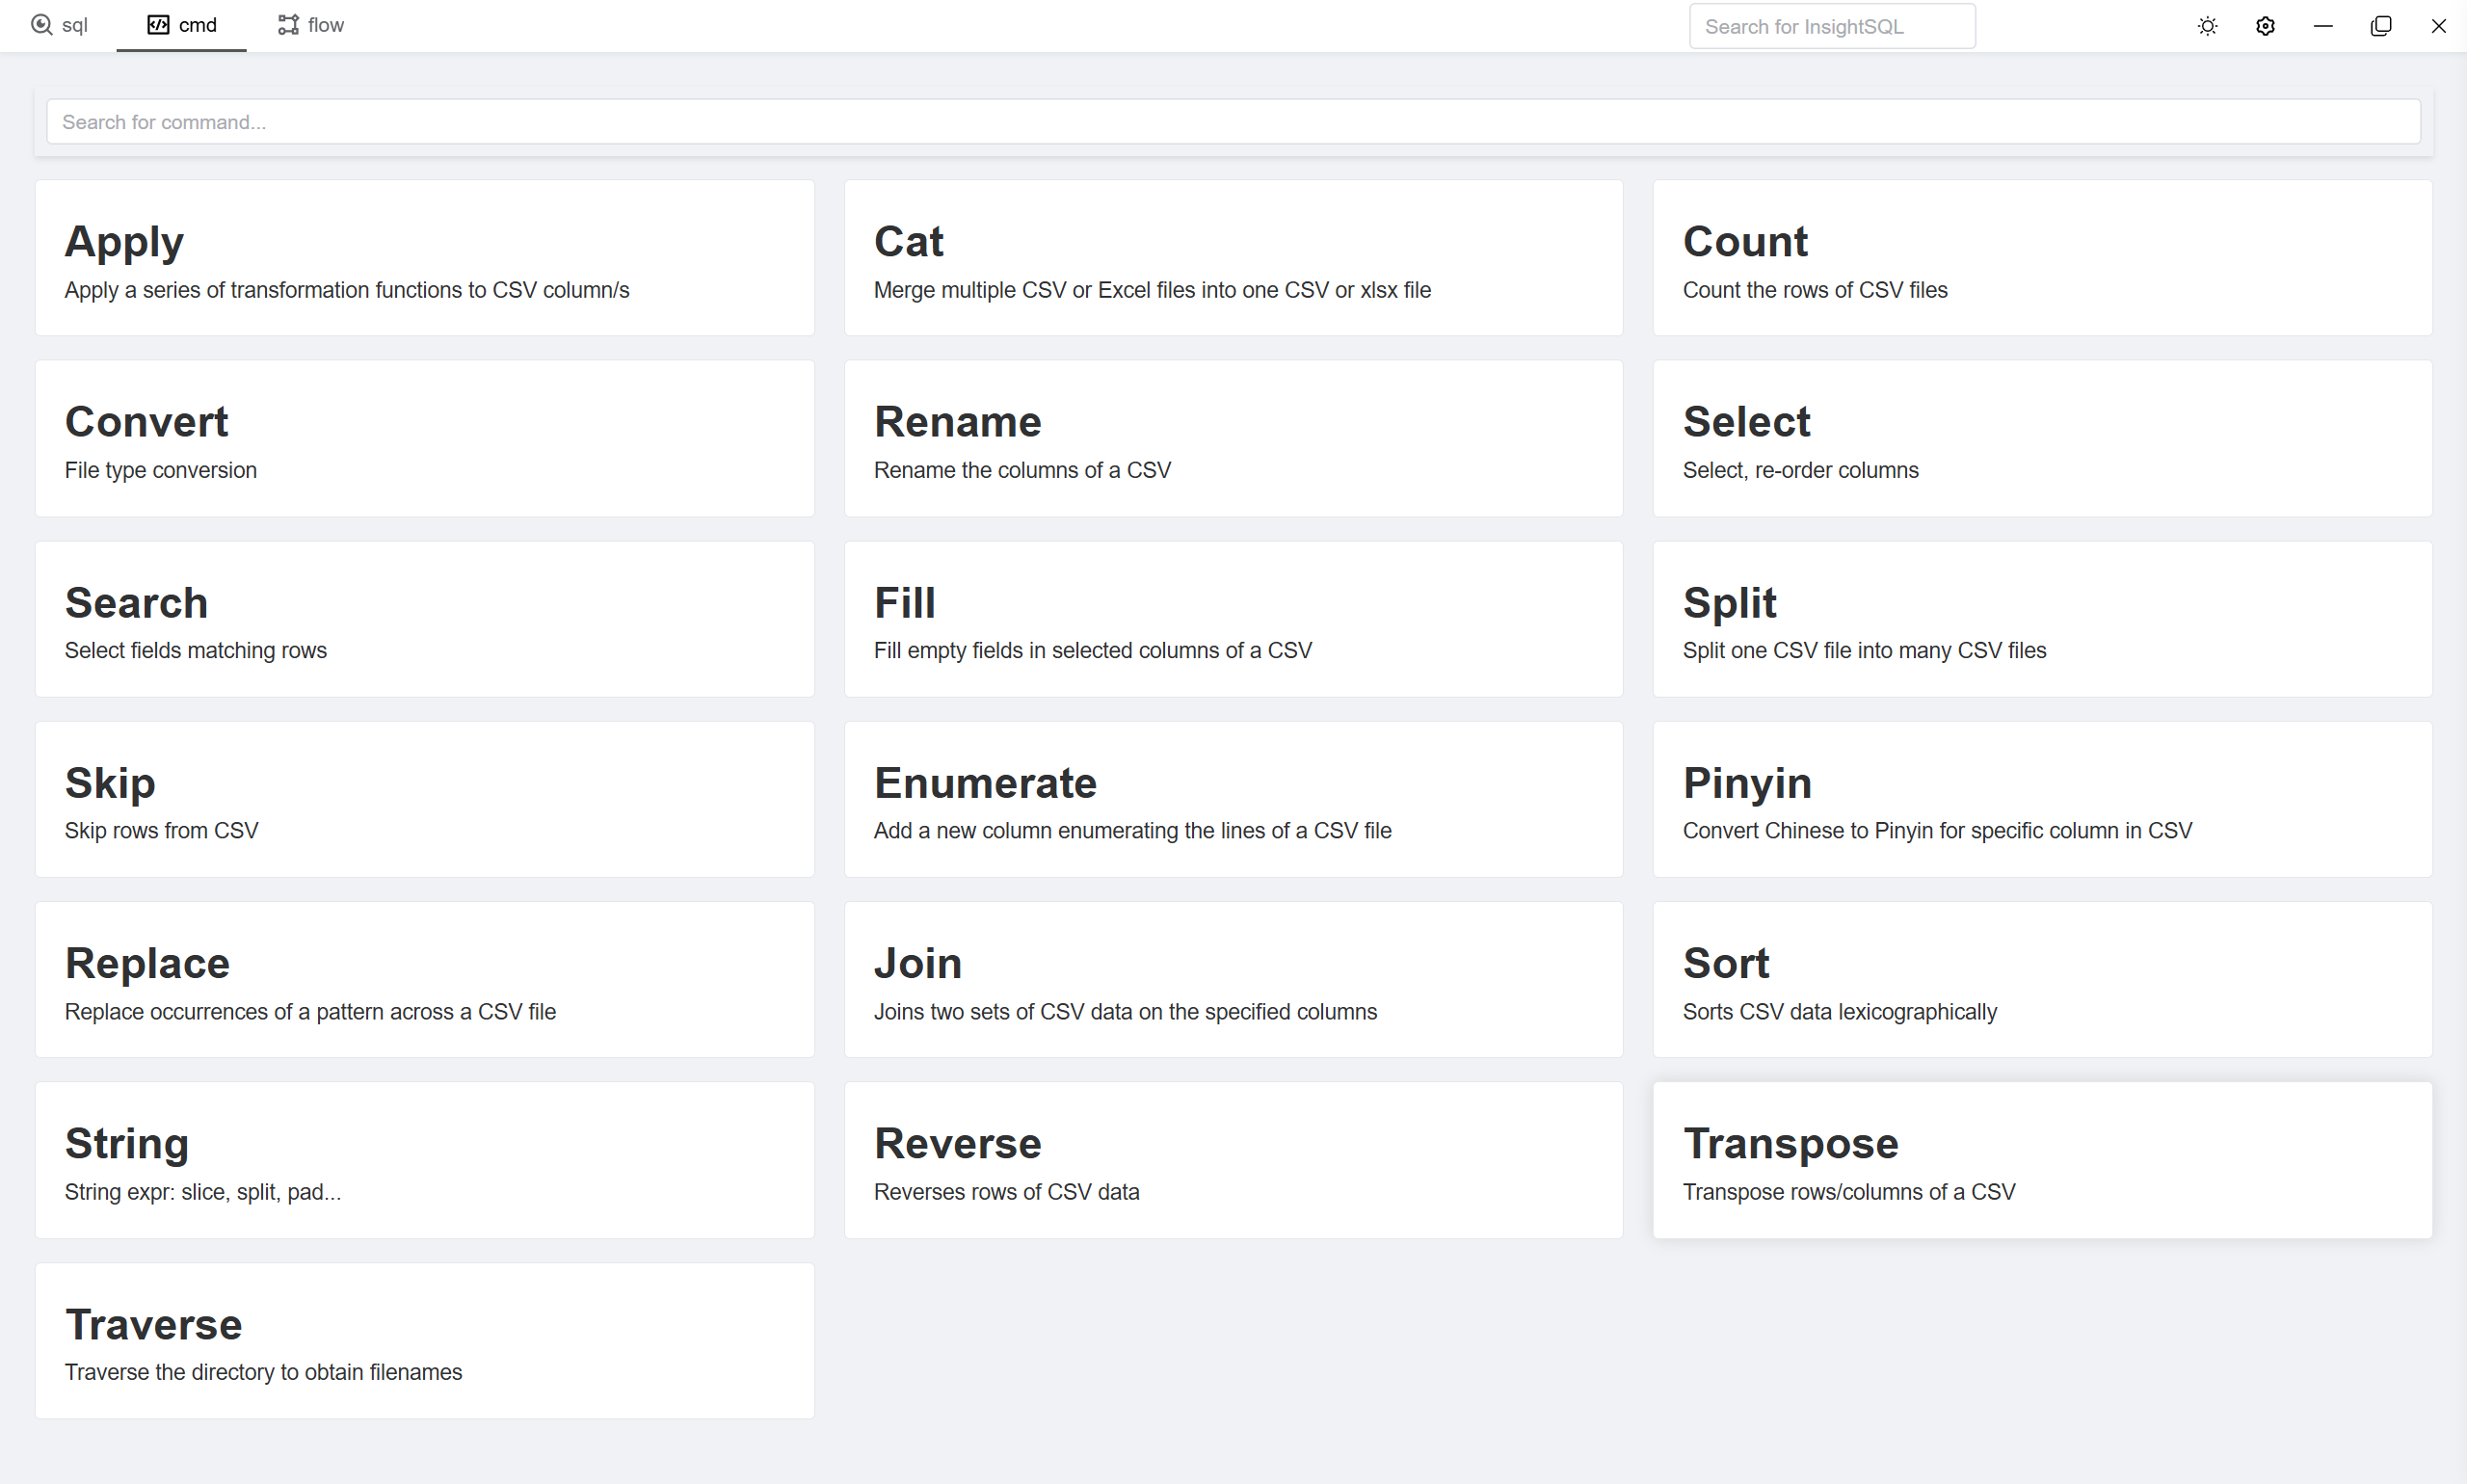 sql
cmd
flow
Search for InsightSQL
Search for command...
Apply
Apply a series of transformation functions to CSV column/s
Cat
Merge multiple CSV or Excel files into one CSV or xlsx file
Count
Count the rows of CSV files
Convert
File type conversion
Rename
Rename the columns of a CSV
Select
Select, re-order columns
Search
Select fields matching rows
Fill
Fill empty fields in selected columns of a CSV
Split
Split one CSV file into many CSV files
Skip
Skip rows from CSV
Enumerate
Add a new column enumerating the lines of a CSV file
Pinyin
Convert Chinese to Pinyin for specific column in CSV
Replace
Replace occurrences of a pattern across a CSV file
Join
Joins two sets of CSV data on the specified columns
Sort
Sorts CSV data lexicographically
String
String expr: slice, split, pad...
Reverse
Reverses rows of CSV data
Transpose
Transpose rows/columns of a CSV
Traverse
Traverse the directory to obtain filenames